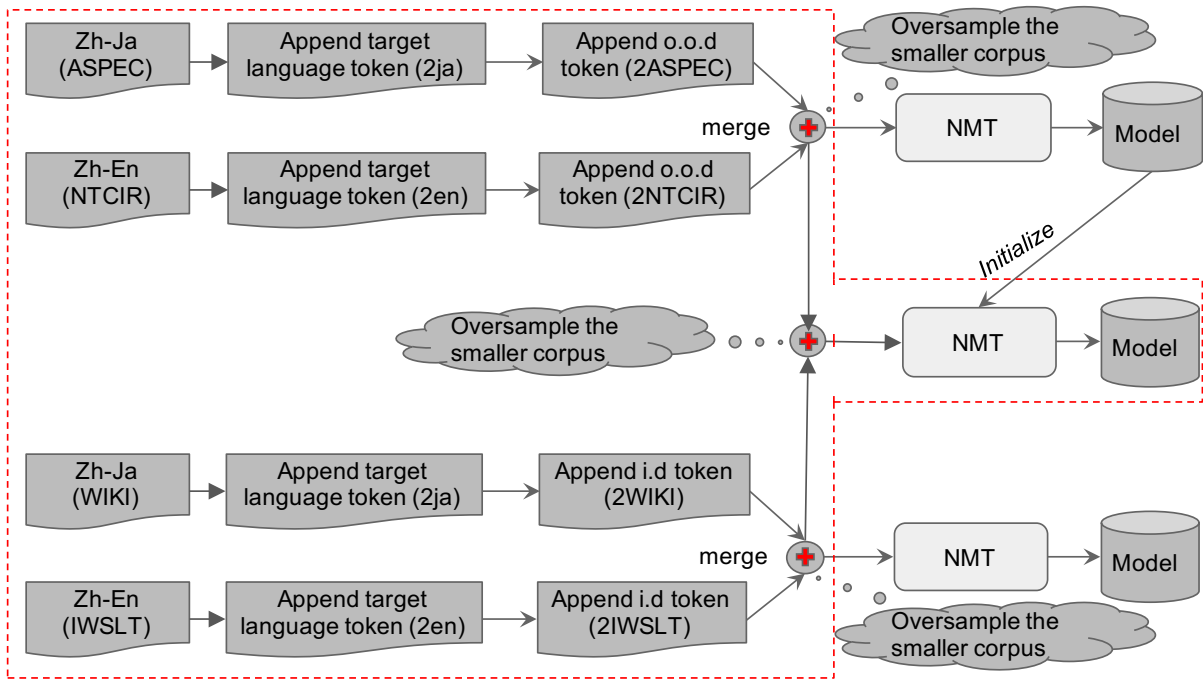 Zh-Ja
(ASPEC)
Append target
language token (2ja)
Append o.o.d
token (2ASPEC)
Oversample the
smaller corpus
merge
NMT
Model
Zh-En
(NTCIR)
Append target
language token (2en)
Append o.o.d
token (2NTCIR)
Initialize
Oversample the
smaller corpus
NMT
Model
Zh-Ja
(WIKI)
Append target
language token (2ja)
Append i.d token
(2WIKI)
merge
NMT
Model
Zh-En
(IWSLT)
Append target
language token (2en)
Append i.d token
(2IWSLT)
Oversample the
smaller corpus